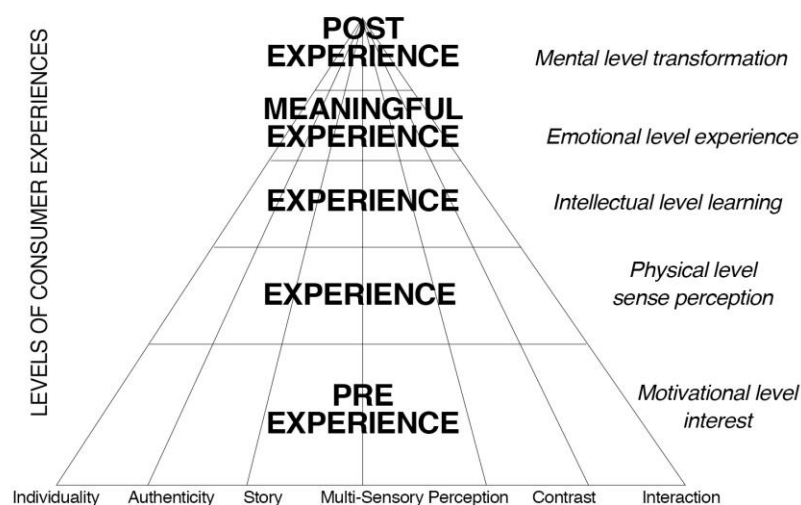 LEVELS OF CONSUMER EXPERIENCES
POST
EXPERIENCE
Mental level transformation
MEANINGFUL
EXPERIENCE
Emotional level experience
EXPERIENCE
Intellectual level learning
EXPERIENCE
Physical level
sense perception
PRE
EXPERIENCE
Motivational level
interest
Individuality Authenticity Story Multi-Sensory Perception Contrast Interaction